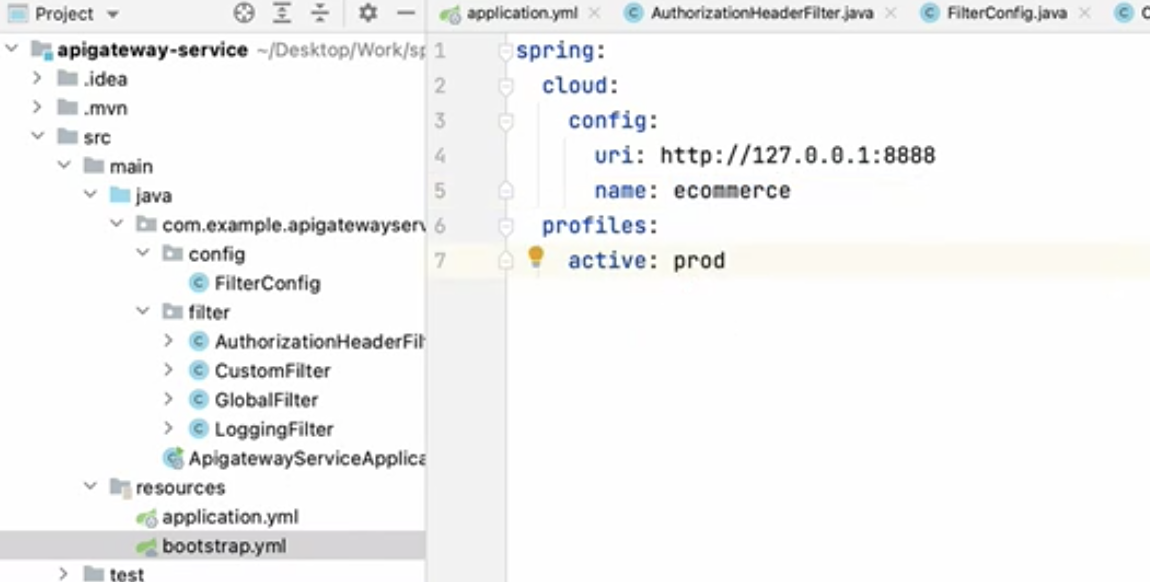 Project
apigateway-service ~/Desktop/Work/sp
.idea
.mvn
src
main
java
com.example.apigatewayserv
config
FilterConfig
filter
AuthorizationHeaderFil
CustomFilter
GlobalFilter
LoggingFilter
ApigatewayServiceApplica
resources
application.yml
bootstrap.yml
test
application.yml AuthorizationHeaderFilter.java FilterConfig.java
1 spring:
2 cloud:
3 config:
4 uri: http://127.0.0.1:8888
5 name: ecommerce
6 profiles:
7 active: prod